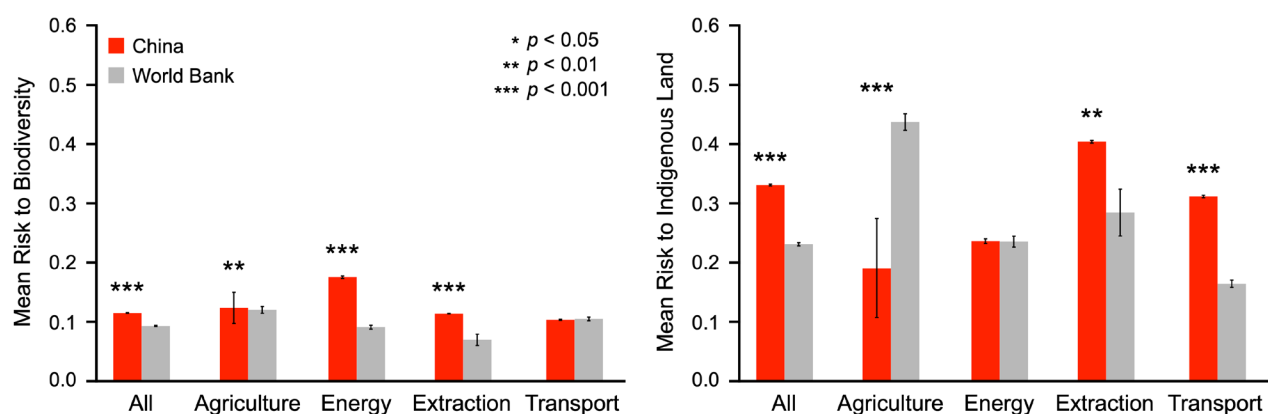 Mean Risk to Biodiversity
0.6
0.5
0.4
0.3
0.2
0.1
0.0
China
World Bank
* p < 0.05
** p < 0.01
*** p < 0.001
***
**
***
***
All Agriculture Energy Extraction Transport
Mean Risk to Indigenous Land
0.6
0.5
0.4
0.3
0.2
0.1
0.0
***
***
**
***
All Agriculture Energy Extraction Transport